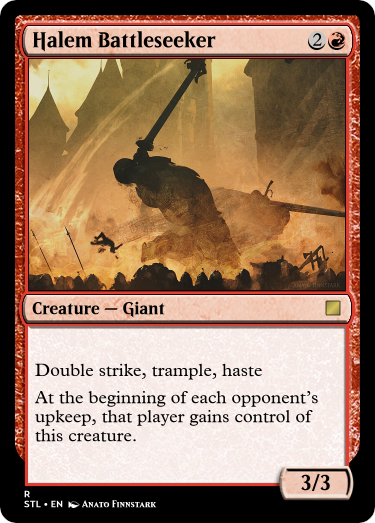 Halem Battleseeker 2
Creature — Giant
Double strike, trample, haste
At the beginning of each opponent's
upkeep, that player gains control of
this creature.
3/3
R
STL • EN Anato Finnstark